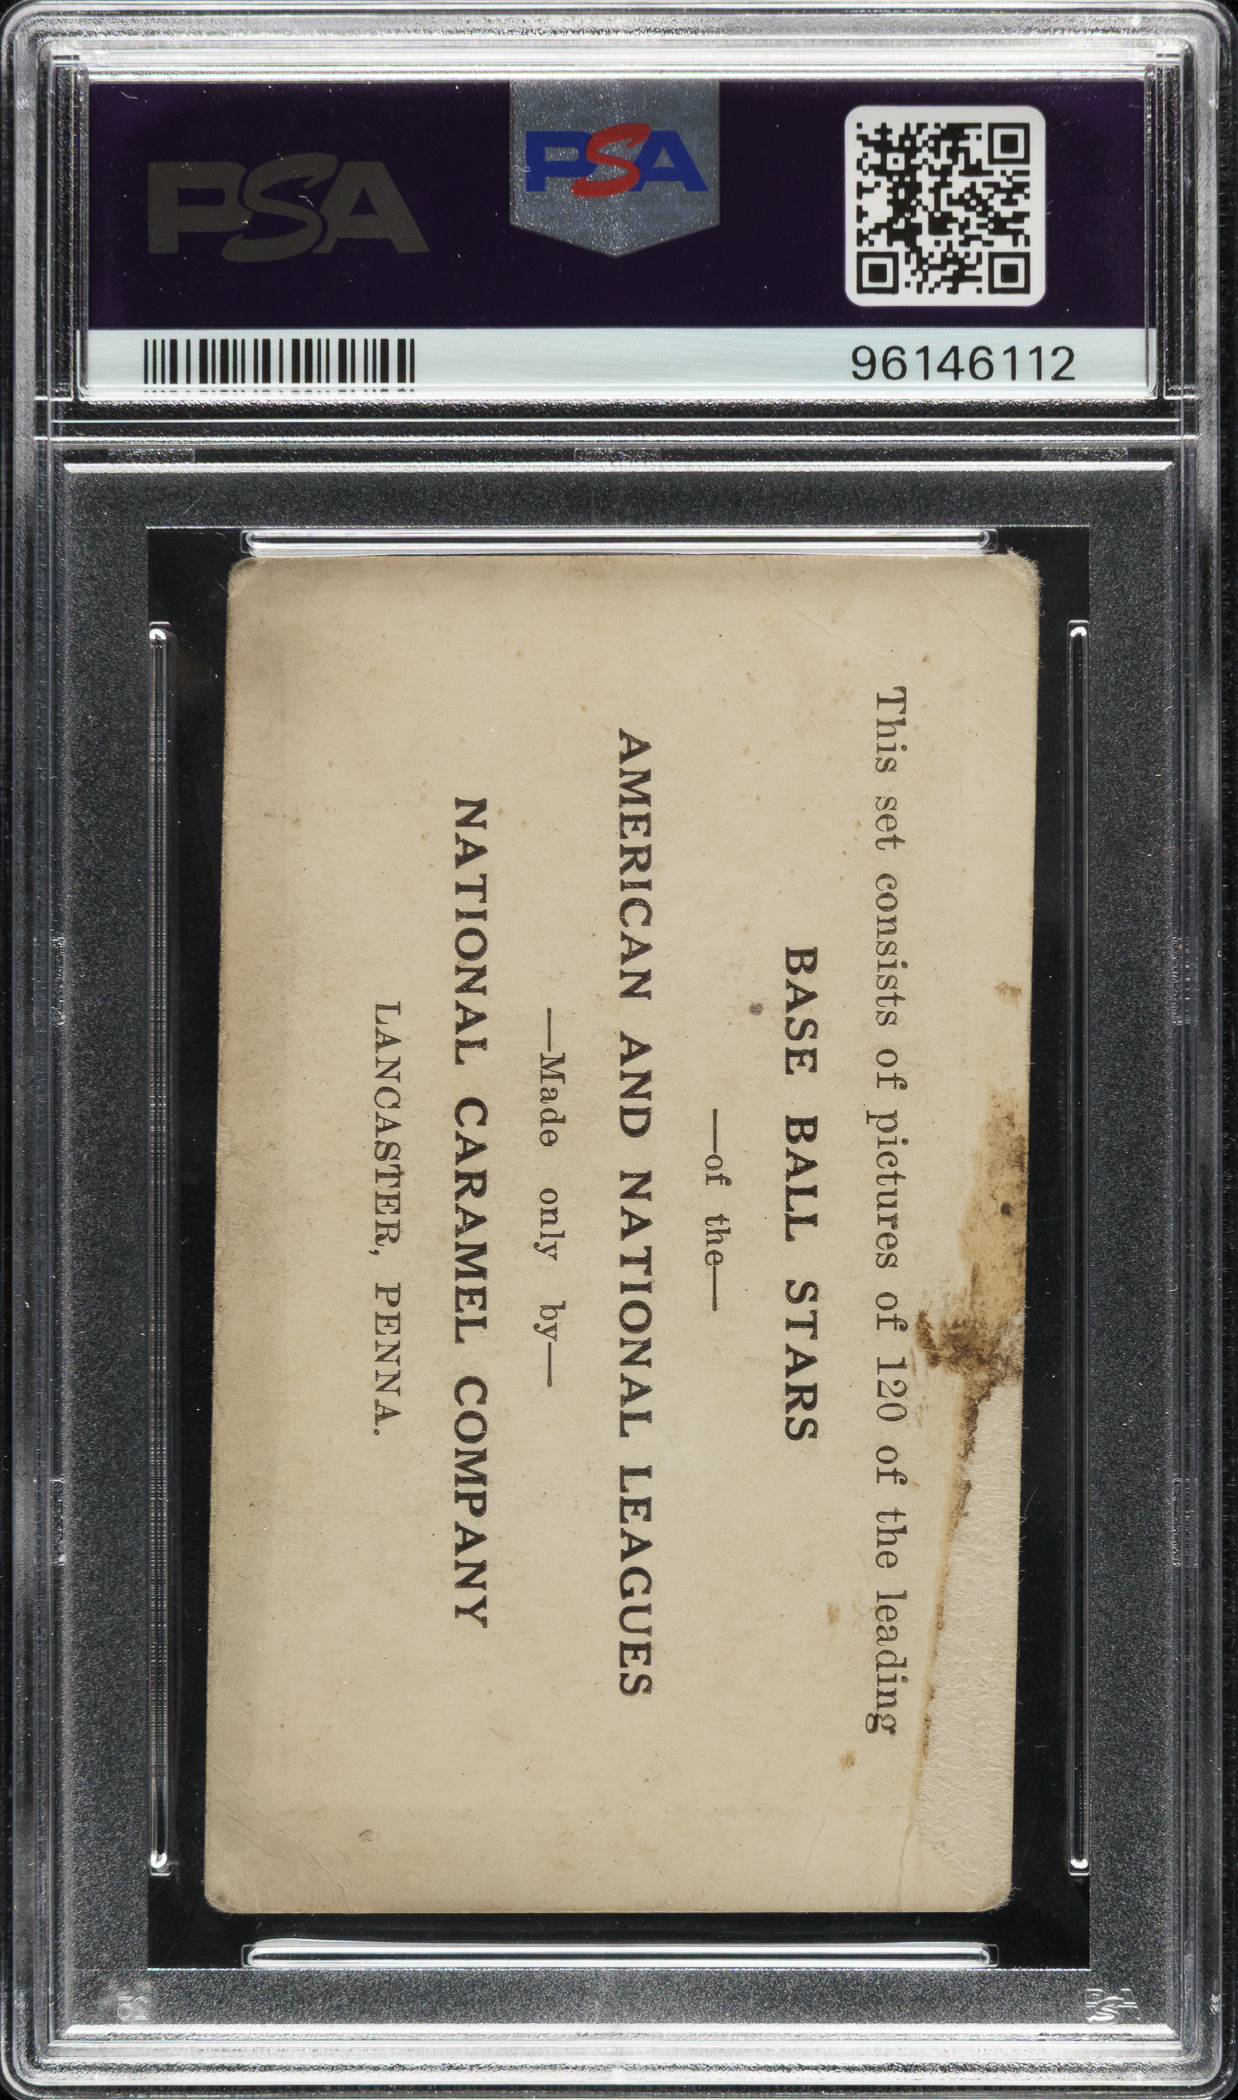 PSA
PSA
96146112
This set consists of pictures of 120 of the leading
BASE BALL STARS
—of the—
AMERICAN AND NATIONAL LEAGUES
—Made only by—
NATIONAL CARAMEL COMPANY
LANCASTER, PENNA.